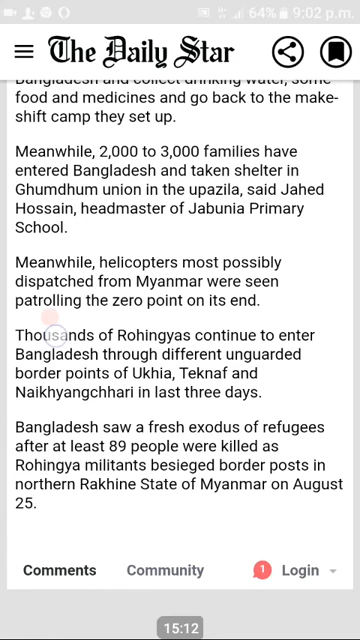 64% 9:02 p.m.
The Daily Star
Bangladesh and collect drinking water, some
food and medicines and go back to the make-
shift camp they set up.
Meanwhile, 2,000 to 3,000 families have
entered Bangladesh and taken shelter in
Ghumdhum union in the upazila, said Jahed
Hossain, headmaster of Jabunia Primary
School.
Meanwhile, helicopters most possibly
dispatched from Myanmar were seen
patrolling the zero point on its end.
Thousands of Rohingyas continue to enter
Bangladesh through different unguarded
border points of Ukhia, Teknaf and
Naikhyangchhari in last three days.
Bangladesh saw a fresh exodus of refugees
after at least 89 people were killed as
Rohingya militants besieged border posts in
northern Rakhine State of Myanmar on August
25.
Comments Community 1 Login
15:12